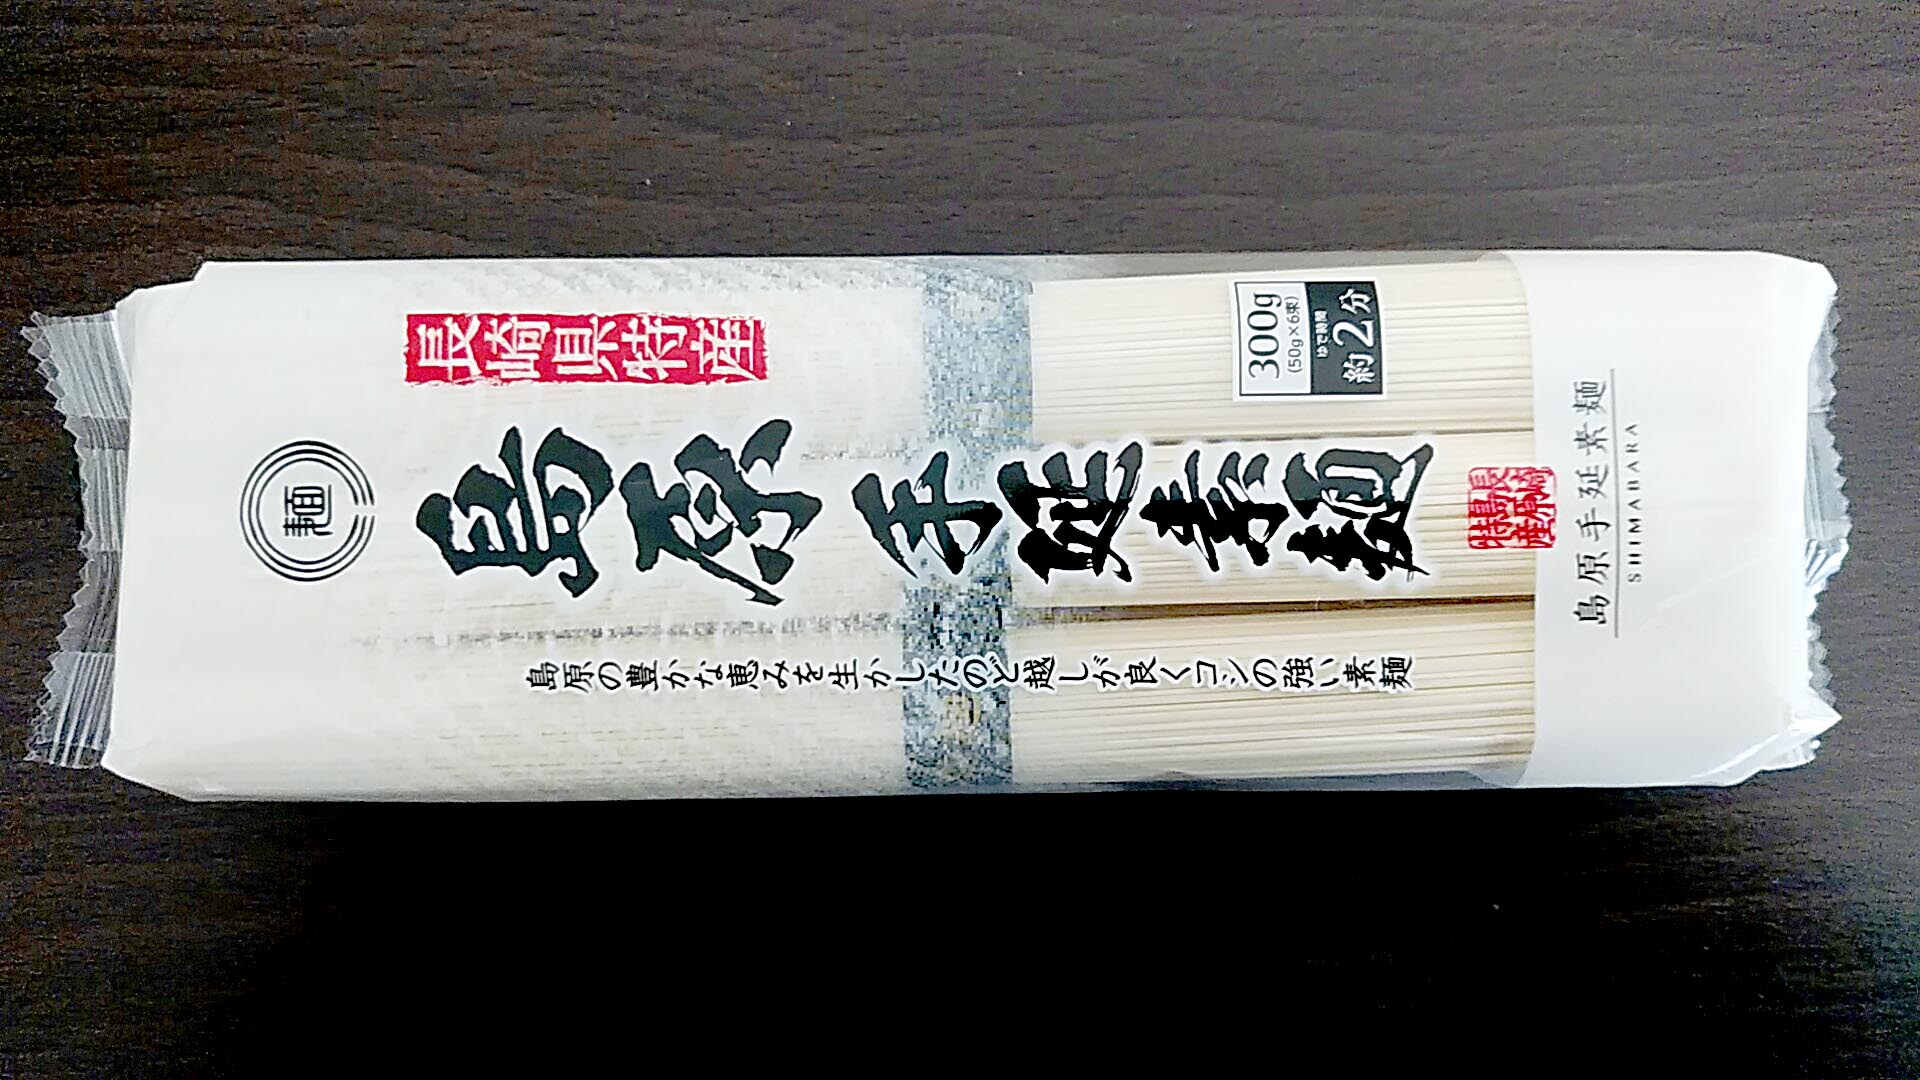 麺
長崎県特産
島原手延素麺
島原の豊かな恵みを生かしたのど越しが良くコシの強い素麺
300g
(50g×6束)
ゆで時間
約2分
長崎
島原
特産
島原手延素麺
SHIMABARA